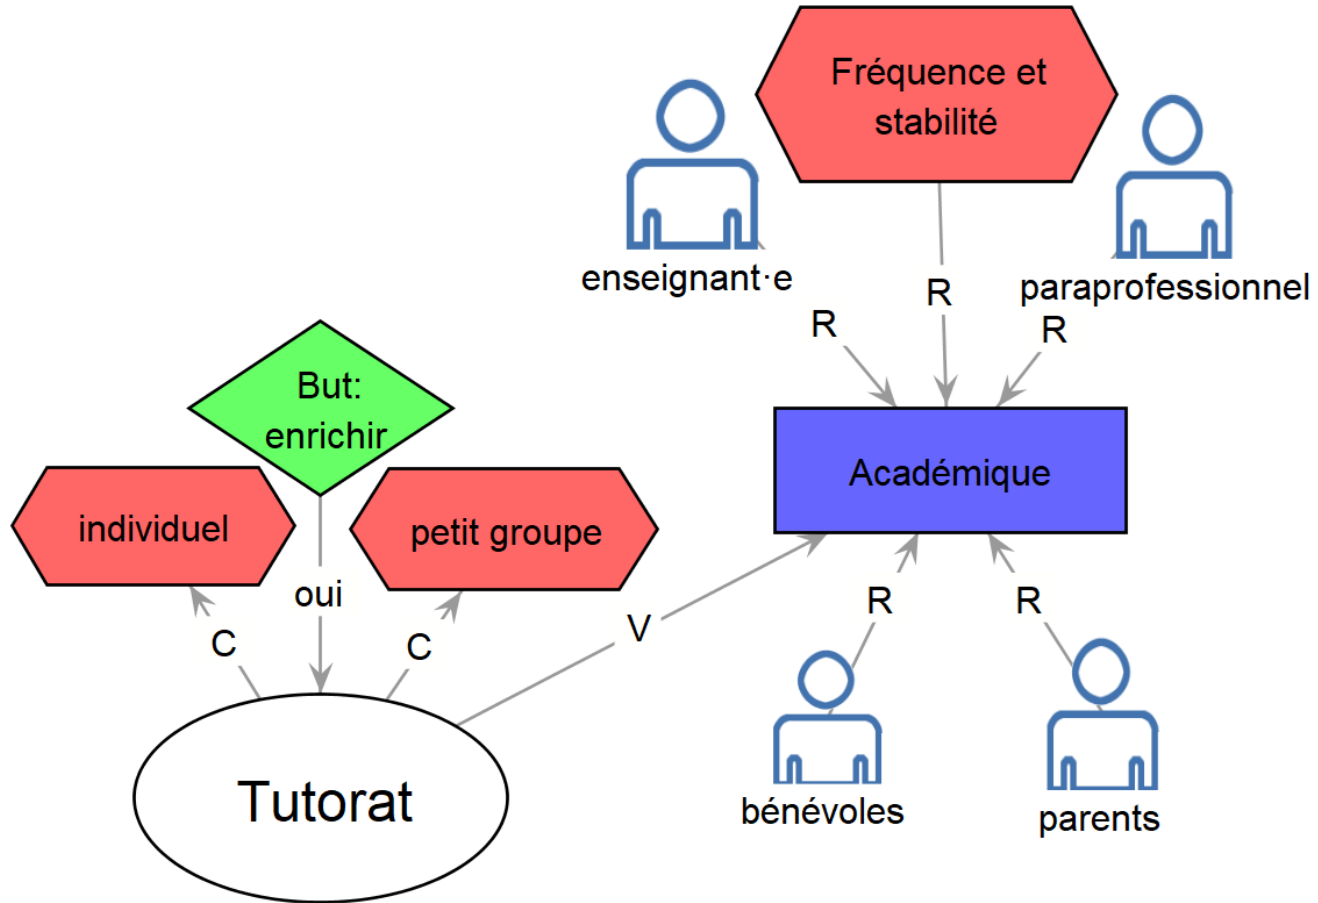 Fréquence et
stabilité
enseignant·e
paraprofessionnel
R
R
R
But:
enrichir
Académique
individuel
petit groupe
oui
C
C
V
R
R
Tutorat
bénévoles
parents